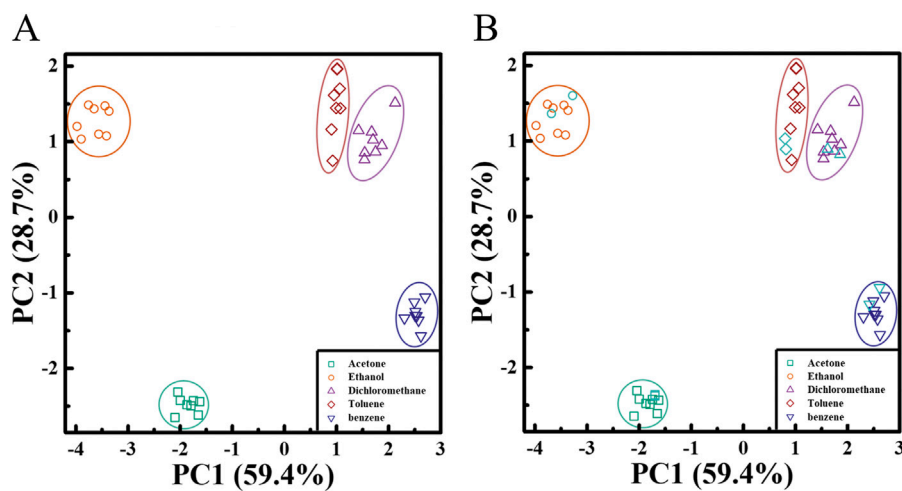 A
B
2
1
0
-1
-2
PC2 (28.7%)
-4 -3 -2 -1 0 1 2 3
PC1 (59.4%)
Acetone
Ethanol
Dichloromethane
Toluene
benzene
2
1
0
-1
-2
PC2 (28.7%)
-4 -3 -2 -1 0 1 2 3
PC1 (59.4%)
Acetone
Ethanol
Dichloromethane
Toluene
benzene